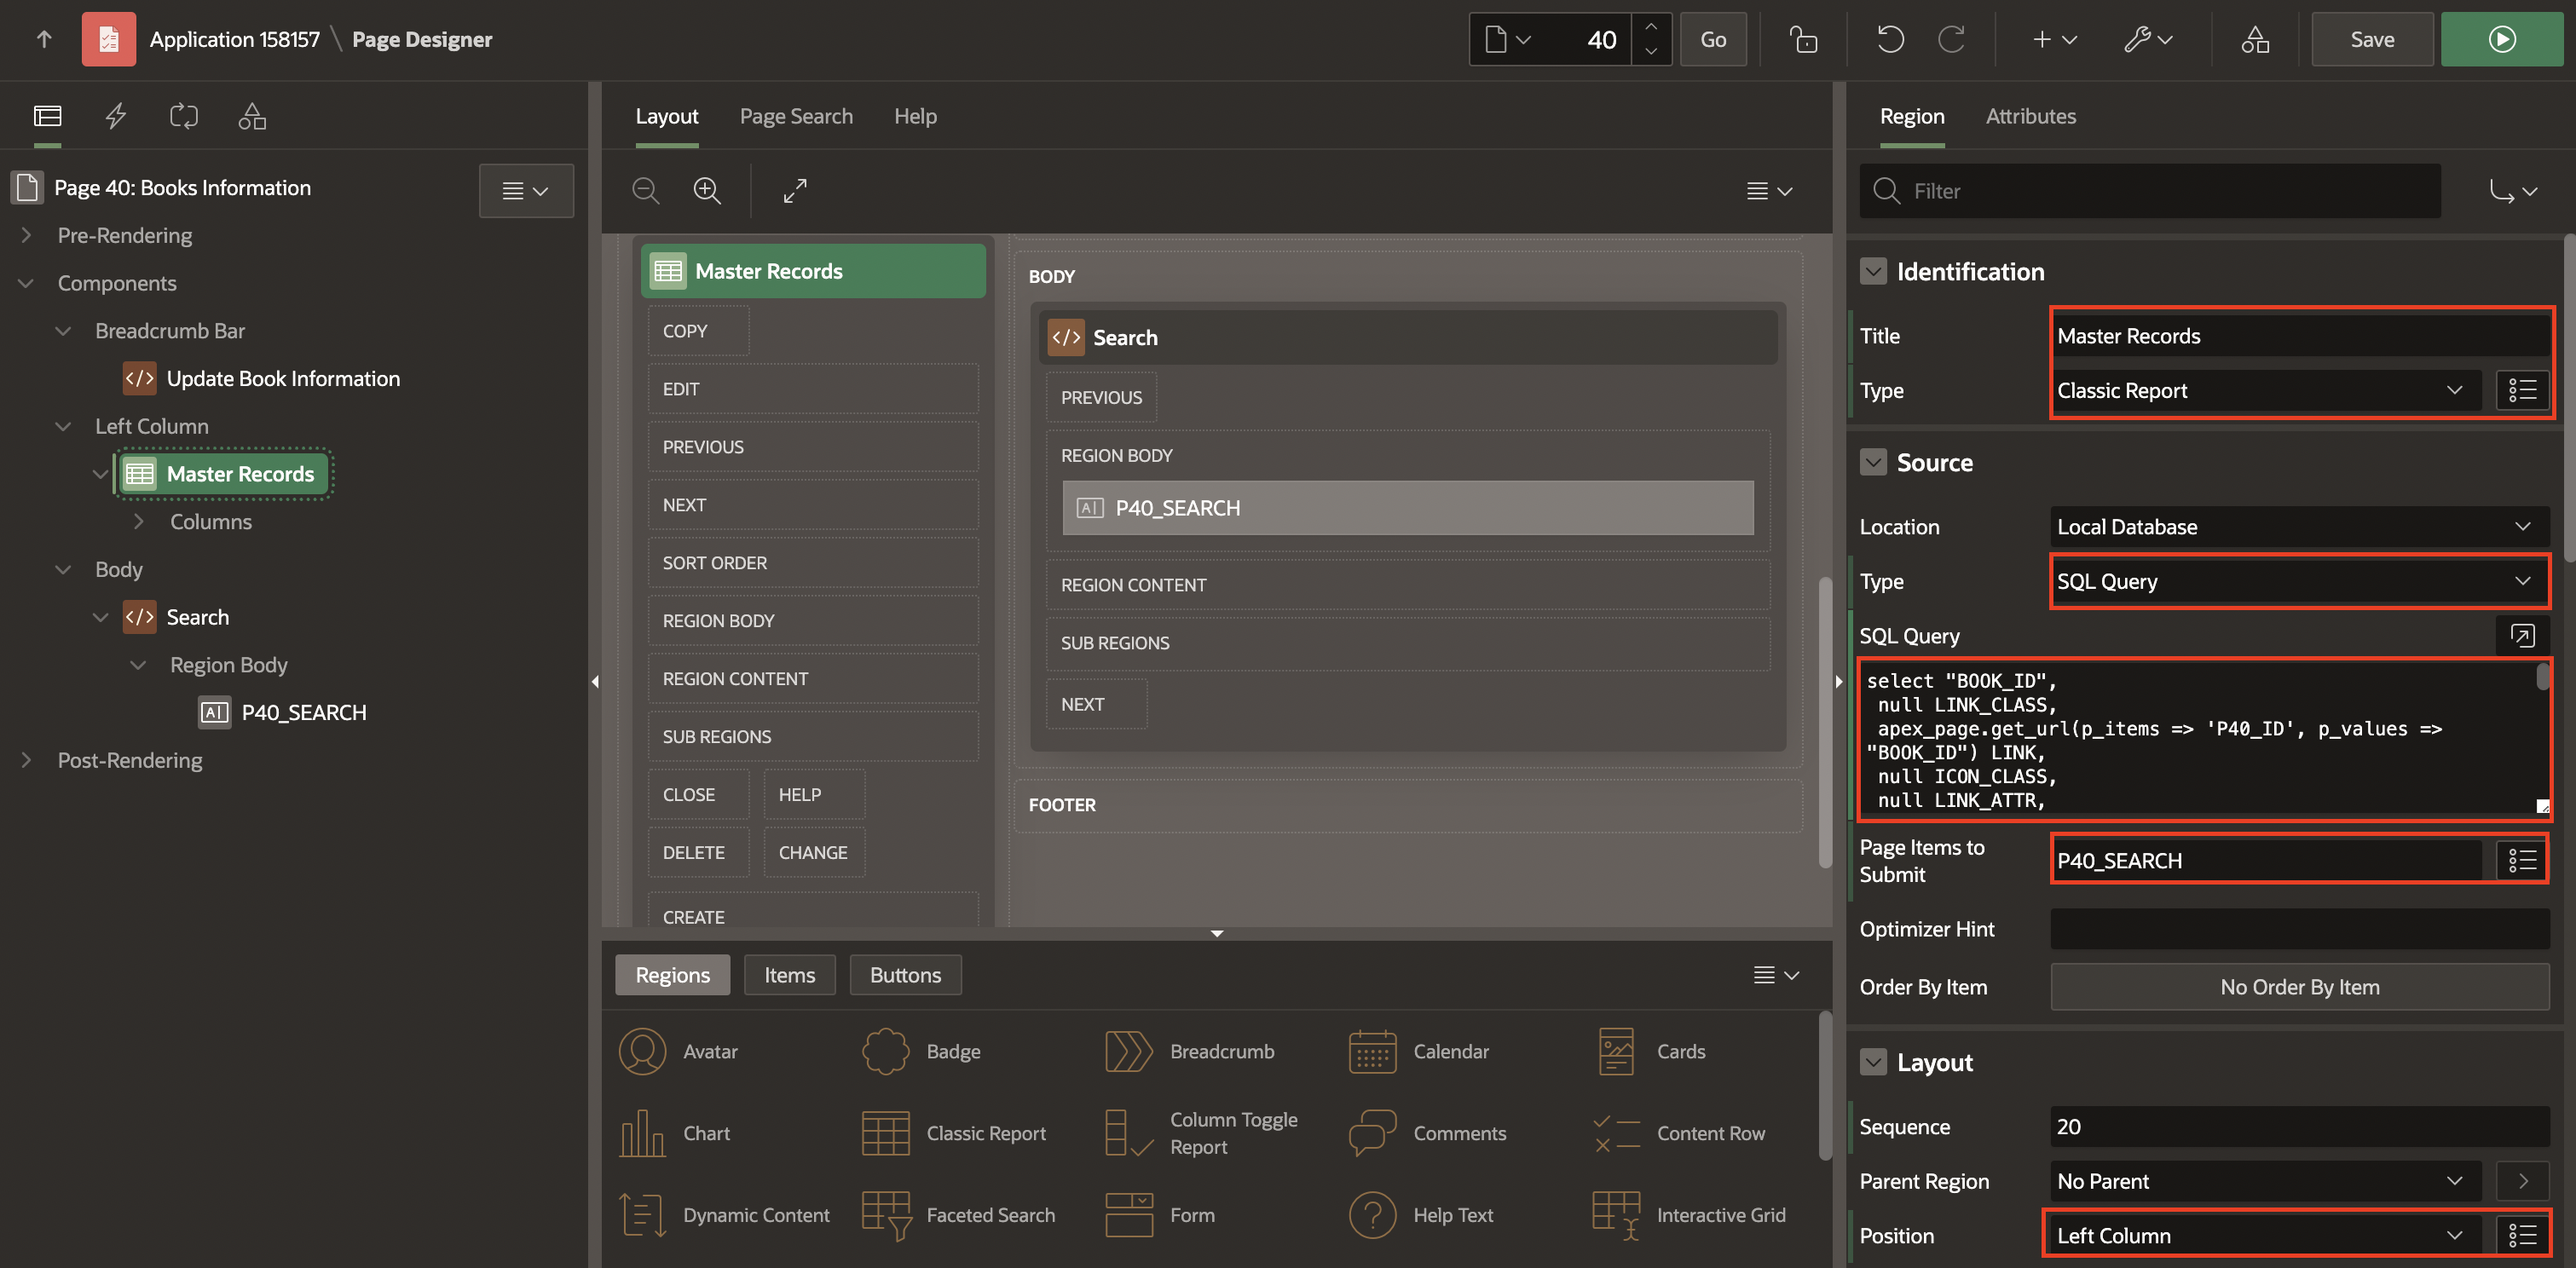 Application 158157 \ Page Designer
40
Go
Save
Page 40: Books Information
Pre-Rendering
Components
Breadcrumb Bar
</> Update Book Information
Left Column
Master Records
Columns
Body
</> Search
Region Body
A| P40_SEARCH
Post-Rendering
Layout
Page Search
Help
Master Records
COPY
EDIT
PREVIOUS
NEXT
SORT ORDER
REGION BODY
REGION CONTENT
SUB REGIONS
CLOSE
HELP
DELETE
CHANGE
CREATE
BODY
</> Search
PREVIOUS
REGION BODY
A| P40_SEARCH
REGION CONTENT
SUB REGIONS
NEXT
FOOTER
Regions
Items
Buttons
Avatar
Badge
Breadcrumb
Calendar
Cards
Chart
Classic Report
Column Toggle
Report
Comments
Content Row
Dynamic Content
Faceted Search
Form
Help Text
Interactive Grid
Region
Attributes
Filter
Identification
Title
Master Records
Type
Classic Report
Source
Location
Local Database
Type
SQL Query
SQL Query
select "BOOK_ID",
null LINK_CLASS,
apex_page.get_url(p_items => 'P40_ID', p_values =>
"BOOK_ID") LINK,
null ICON_CLASS,
null LINK_ATTR,
Page Items to
Submit
P40_SEARCH
Optimizer Hint
Order By Item
No Order By Item
Layout
Sequence
20
Parent Region
No Parent
Position
Left Column